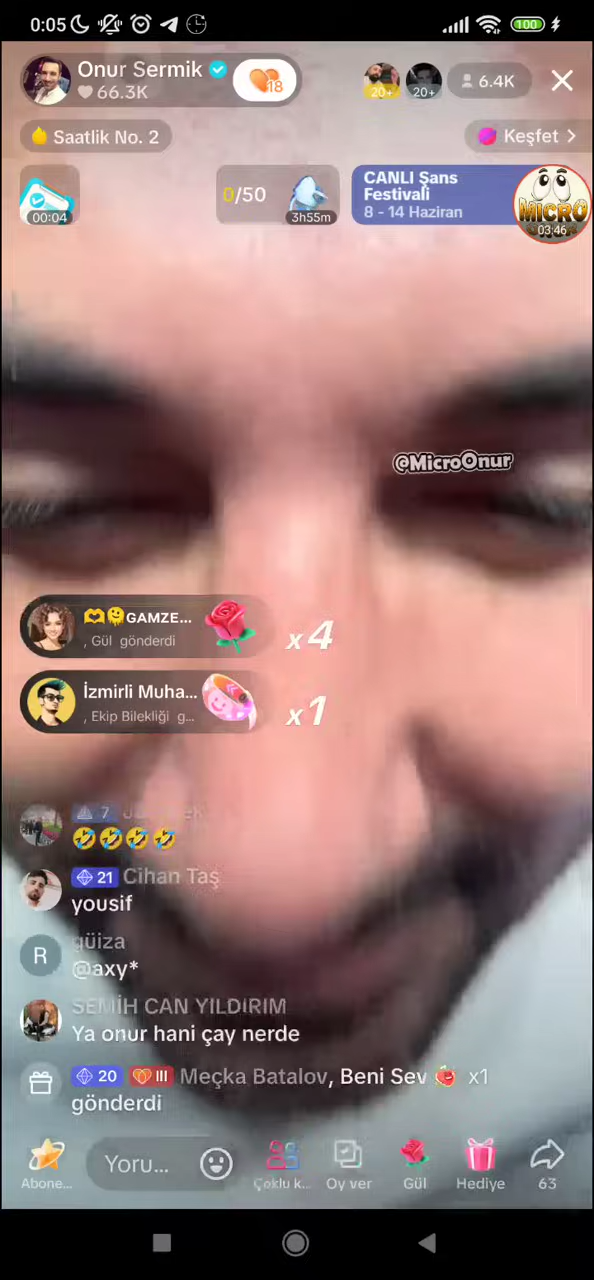 0:05
100
Onur Sermik
66.3K
18
20+
20+
6.4K
Saatlik No. 2
Keşfet
00:04
0/50
3h55m
CANLI Şans
Festivali
8 - 14 Haziran
MICRO
03:46
@MicroOnur
GAMZE...
, Gül gönderdi
x4
İzmirli Muha...
, Ekip Bilekliği g...
x1
7
🤣🤣🤣🤣
21 Cihan Taş
yousif
R
güiza
@axy*
SEMİH CAN YILDIRIM
Ya onur hani çay nerde
20 III Meçka Batalov, Beni Sev x1
gönderdi
Abone...
Yoru...
Çoklu k...
Oy ver
Gül
Hediye
63